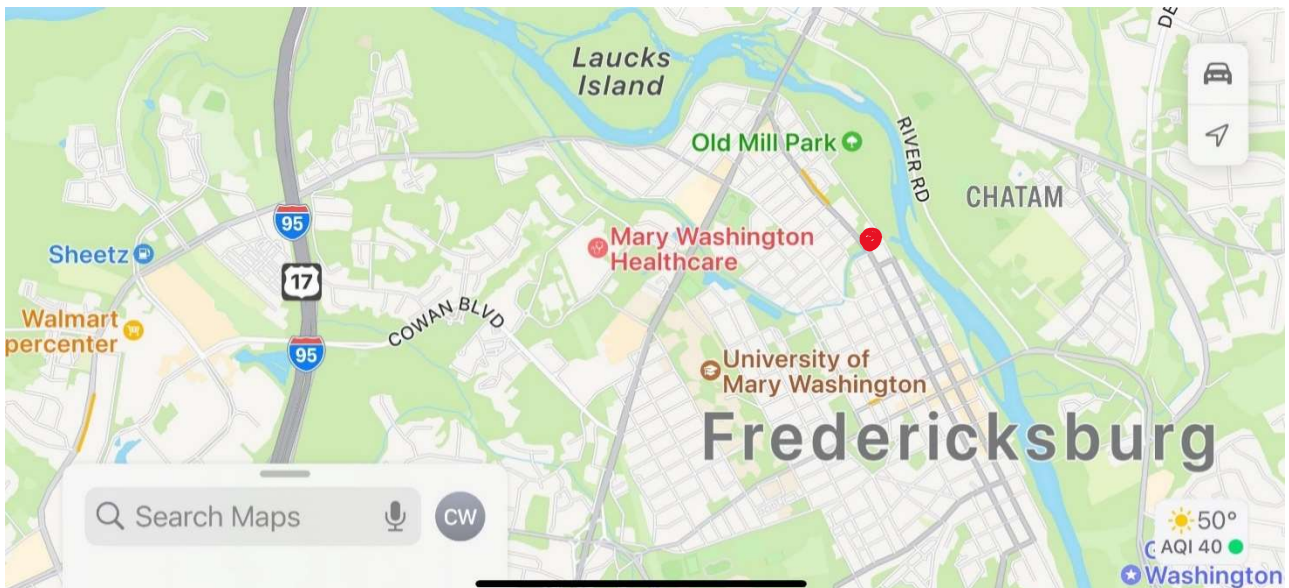 DE
Laucks
Island
Old Mill Park
RIVER RD
CHATAM
95
Mary Washington
Healthcare
Sheetz
17
Walmart
percenter
COWAN BLVD
95
University of
Mary Washington
Fredericksburg
Search Maps
CW
50°
AQI 40
Washington